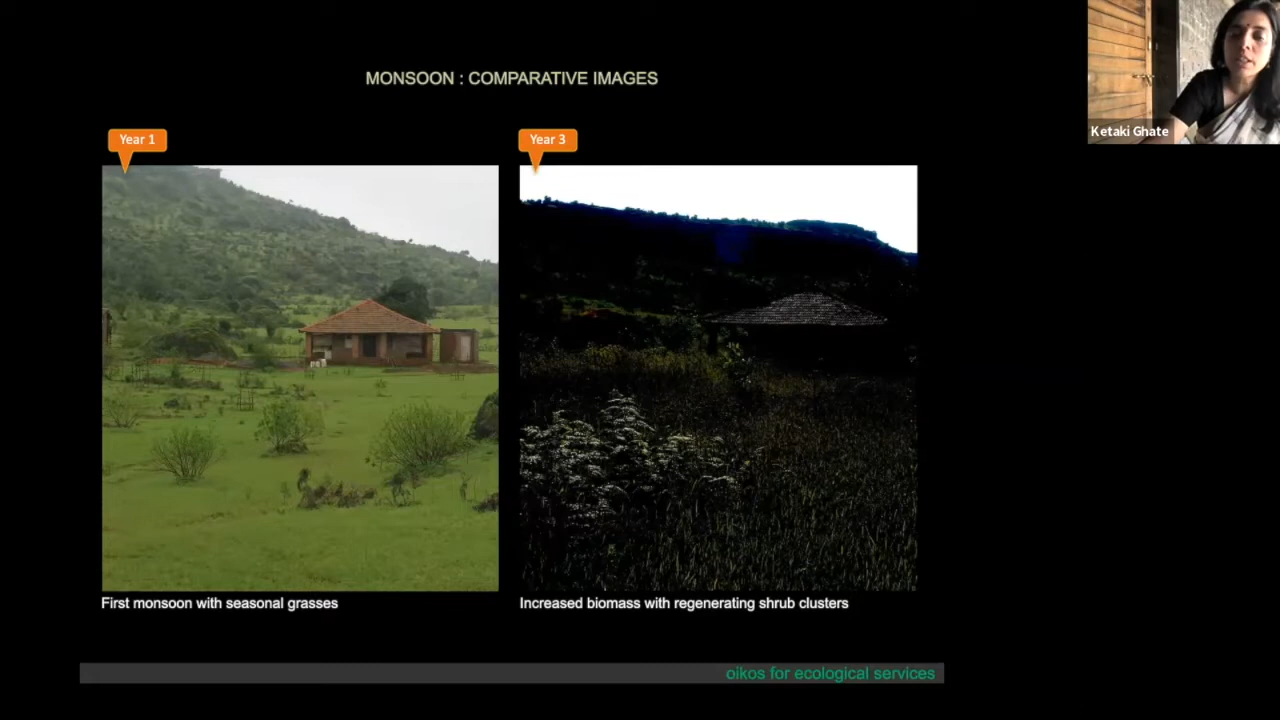 MONSOON : COMPARATIVE IMAGES
Ketaki Ghate
Year 1
Year 3
First monsoon with seasonal grasses
Increased biomass with regenerating shrub clusters
oikos for ecological services